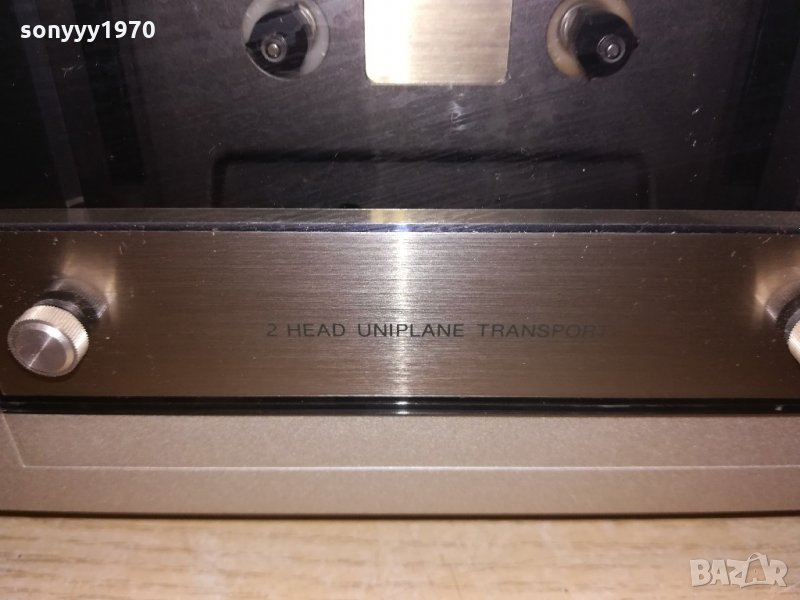 sonyyy1970
2 HEAD UNIPLANE TRANSPORT
BAZAR